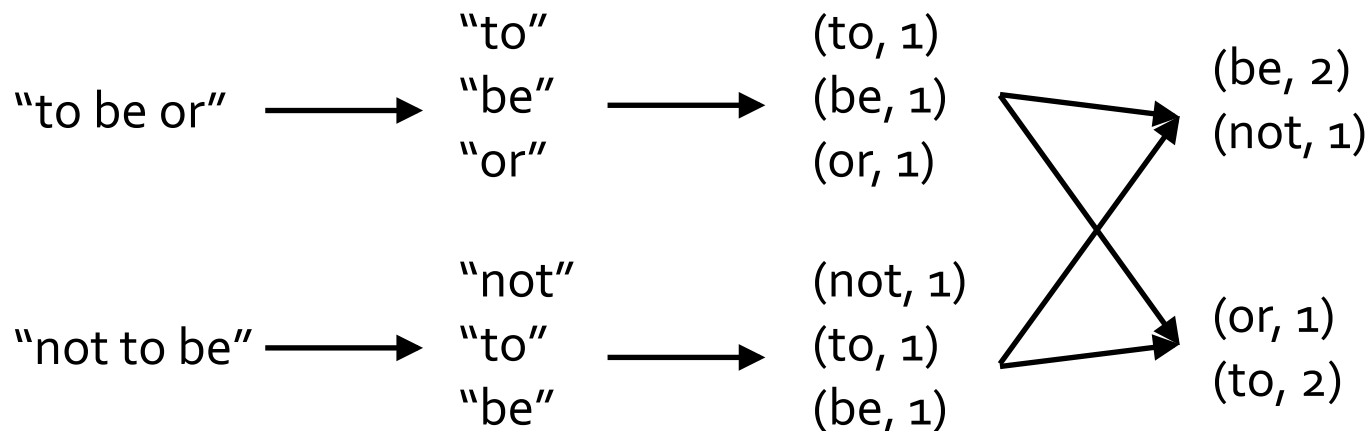 “to be or”
“to”
“be”
“or”
(to, 1)
(be, 1)
(or, 1)
(be, 2)
(not, 1)
“not to be”
“not”
“to”
“be”
(not, 1)
(to, 1)
(be, 1)
(or, 1)
(to, 2)